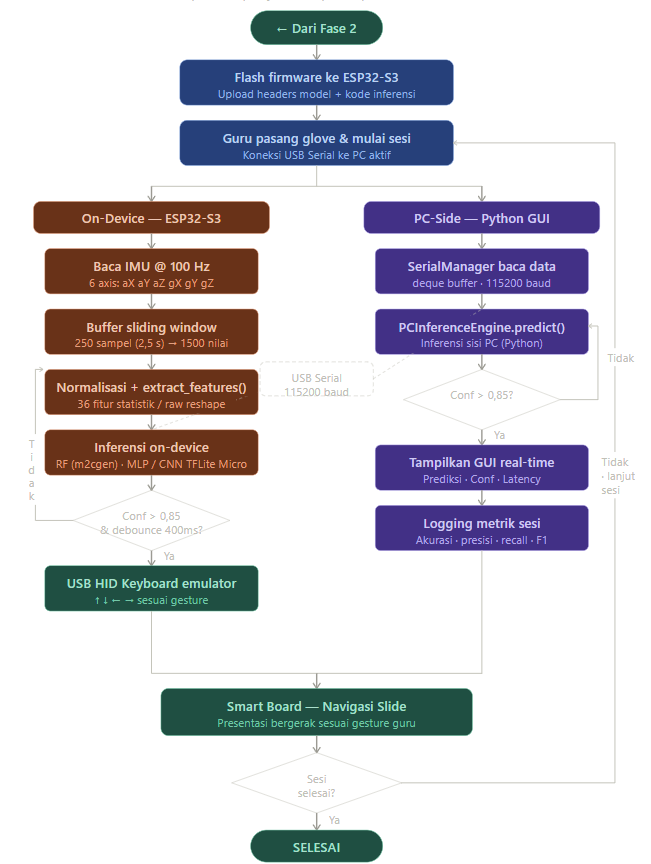 ← Dari Fase 2
Flash firmware ke ESP32-S3
Upload headers model + kode inferensi
Guru pasang glove & mulai sesi
Koneksi USB Serial ke PC aktif
On-Device — ESP32-S3
PC-Side — Python GUI
Baca IMU @ 100 Hz
6 axis: aX aY aZ gX gY gZ
SerialManager baca data
deque buffer · 115200 baud
Buffer sliding window
250 sampel (2,5 s) → 1500 nilai
PCInferenceEngine.predict()
Inferensi sisi PC (Python)
Tidak
Normalisasi + extract_features()
36 fitur statistik / raw reshape
USB Serial
115200 baud
Conf > 0,85?
Ya
Tidak
Inferensi on-device
RF (m2cgen) · MLP / CNN TFLite Micro
Tampilkan GUI real-time
Prediksi · Conf · Latency
Tidak
· lanjut
sesi
Conf > 0,85
& debounce 400ms?
Ya
Logging metrik sesi
Akurasi · presisi · recall · F1
USB HID Keyboard emulator
↑ ↓ ← → sesuai gesture
Smart Board — Navigasi Slide
Presentasi bergerak sesuai gesture guru
Sesi
selesai?
Ya
SELESAI